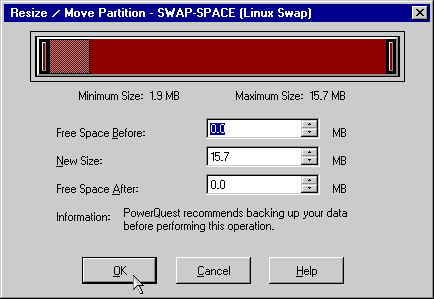 Resize / Move Partition - SWAP-SPACE (Linux Swap)
Minimum Size: 1.9 MB Maximum Size: 15.7 MB
Free Space Before: 0.0 MB
New Size: 15.7 MB
Free Space After: 0.0 MB
Information: PowerQuest recommends backing up your data
before performing this operation.
OK Cancel Help